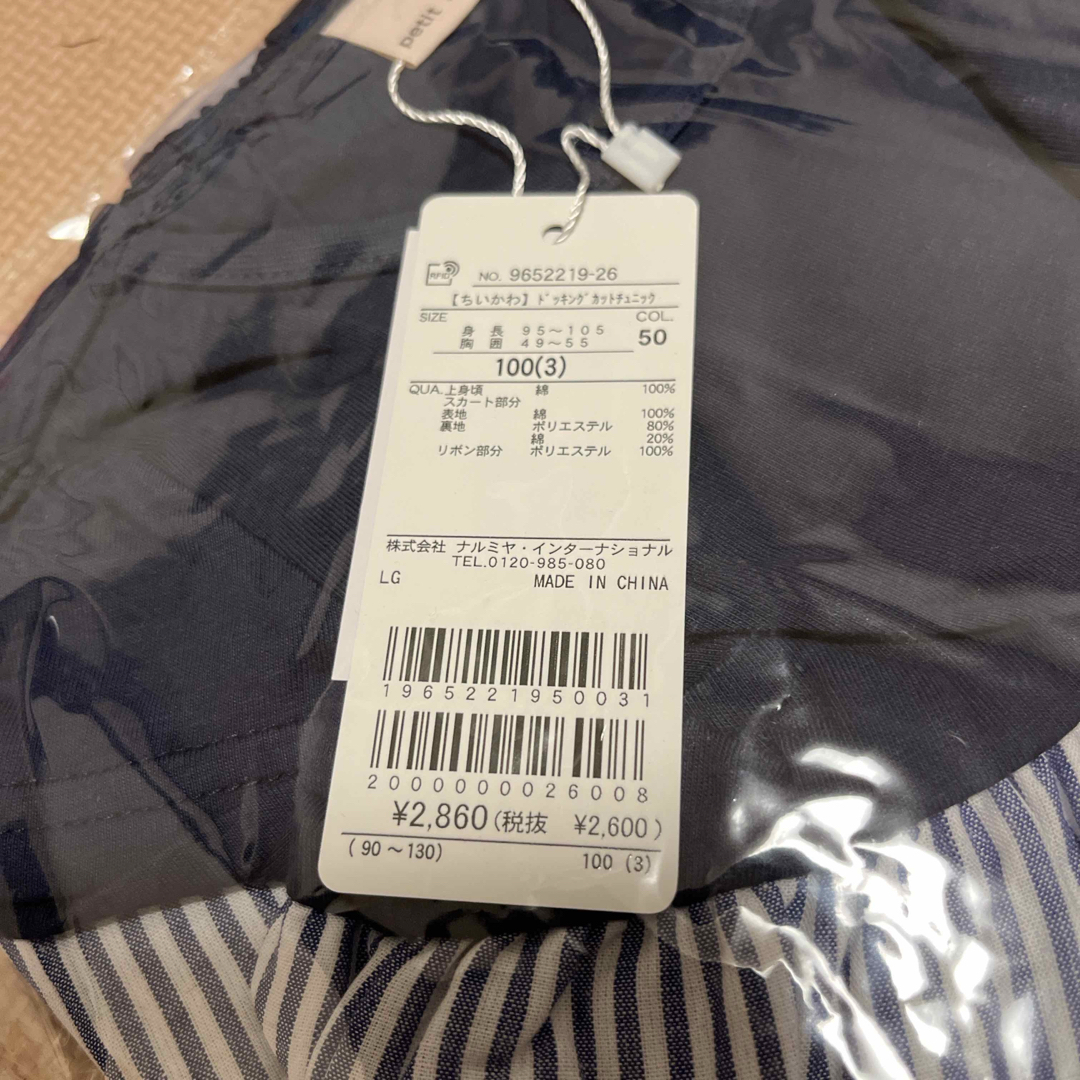 petit
RFID NO. 9652219-26
【ちいかわ】ﾄﾞｯｷﾝｸﾞｶｯﾄﾁｭﾆｯｸ
SIZE COL.
身長 95～105
胸囲 49～55 50
100(3)
QUA.上身頃 綿 100%
スカート部分
表地 綿 100%
裏地 ポリエステル 80%
綿 20%
リボン部分 ポリエステル 100%
株式会社 ナルミヤ・インターナショナル
TEL.0120-985-080
LG MADE IN CHINA
1965221950031
2000000026008
¥2,860(税抜 ¥2,600)
(90～130) 100 (3)